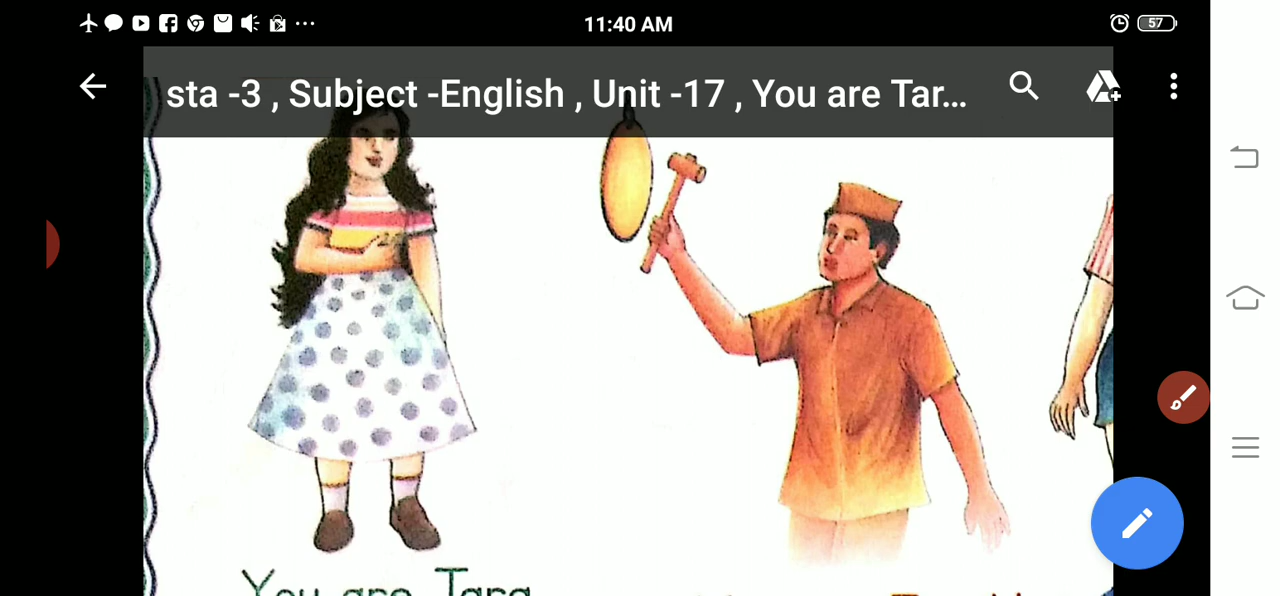 11:40 AM
57
sta -3 , Subject -English , Unit -17 , You are Tar...
You are Tara